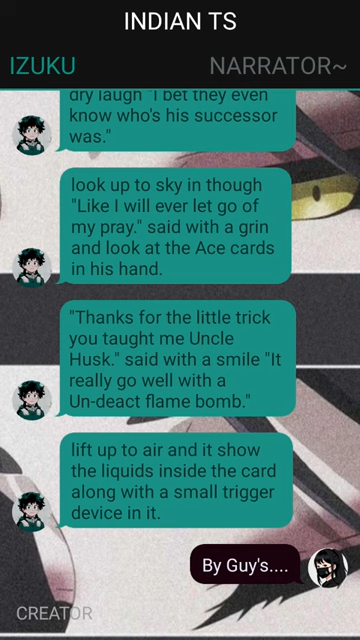 INDIAN TS
IZUKU
NARRATOR~
dry laugh "I bet they even
know who's his successor
was."
look up to sky in though
"Like I will ever let go of
my pray." said with a grin
and look at the Ace cards
in his hand.
"Thanks for the little trick
you taught me Uncle
Husk." said with a smile "It
really go well with a
Un-deact flame bomb."
lift up to air and it show
the liquids inside the card
along with a small trigger
device in it.
By Guy's....
CREATOR